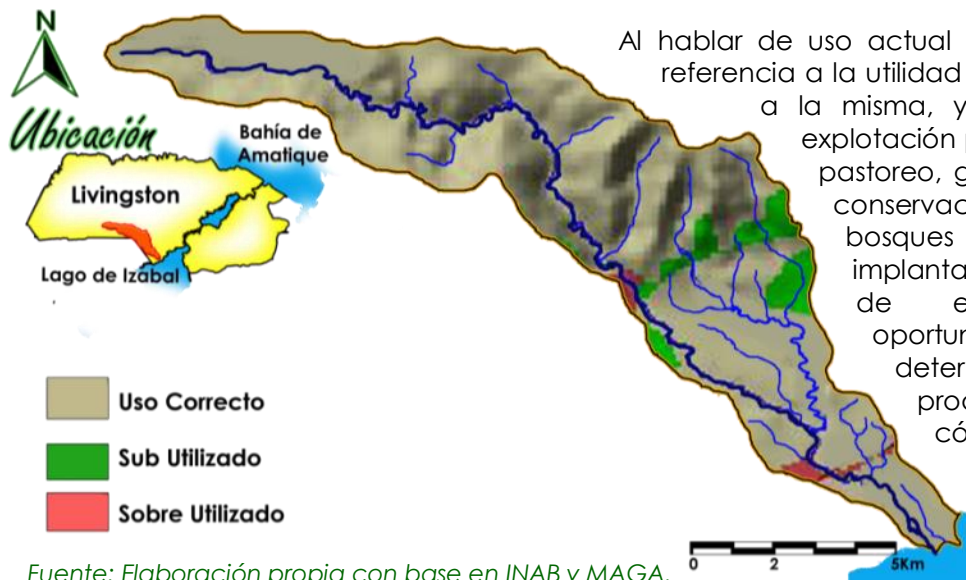 N
Ubicación
Bahía de
Amatique
Livingston
Lago de Izábal
Al hablar de uso actual
referencia a la utilidad
a la misma, y
explotación
pastoreo,
conservac
bosques
implanta
de e
oportun
deter
proc
có
Uso Correcto
Sub Utilizado
Sobre Utilizado
0 2 5Km
Fuente: Elaboración propia con base en INAB y MAGA.